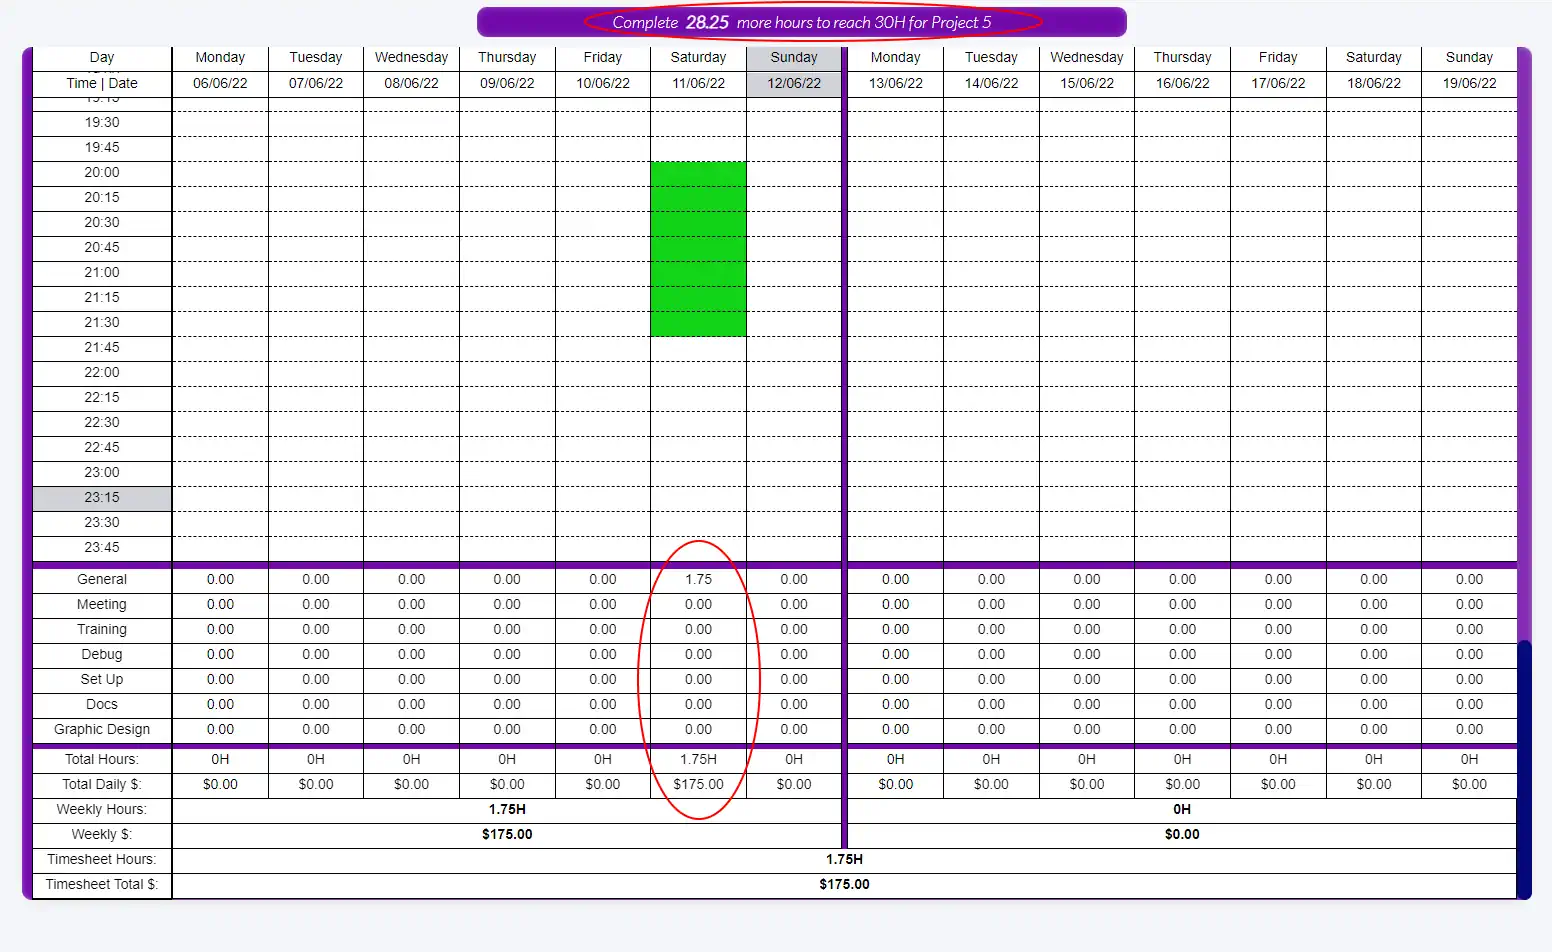 Complete 28.25 more hours to reach 30H for Project 5
Day Monday Tuesday Wednesday Thursday Friday Saturday Sunday Monday Tuesday Wednesday Thursday Friday Saturday Sunday
Time | Date 06/06/22 07/06/22 08/06/22 09/06/22 10/06/22 11/06/22 12/06/22 13/06/22 14/06/22 15/06/22 16/06/22 17/06/22 18/06/22 19/06/22
19:15
19:30
19:45
20:00
20:15
20:30
20:45
21:00
21:15
21:30
21:45
22:00
22:15
22:30
22:45
23:00
23:15
23:30
23:45
General 0.00 0.00 0.00 0.00 0.00 1.75 0.00 0.00 0.00 0.00 0.00 0.00 0.00 0.00
Meeting 0.00 0.00 0.00 0.00 0.00 0.00 0.00 0.00 0.00 0.00 0.00 0.00 0.00 0.00
Training 0.00 0.00 0.00 0.00 0.00 0.00 0.00 0.00 0.00 0.00 0.00 0.00 0.00 0.00
Debug 0.00 0.00 0.00 0.00 0.00 0.00 0.00 0.00 0.00 0.00 0.00 0.00 0.00 0.00
Set Up 0.00 0.00 0.00 0.00 0.00 0.00 0.00 0.00 0.00 0.00 0.00 0.00 0.00 0.00
Docs 0.00 0.00 0.00 0.00 0.00 0.00 0.00 0.00 0.00 0.00 0.00 0.00 0.00 0.00
Graphic Design 0.00 0.00 0.00 0.00 0.00 0.00 0.00 0.00 0.00 0.00 0.00 0.00 0.00 0.00
Total Hours: 0H 0H 0H 0H 0H 1.75H 0H 0H 0H 0H 0H 0H 0H 0H
Total Daily $: $0.00 $0.00 $0.00 $0.00 $0.00 $175.00 $0.00 $0.00 $0.00 $0.00 $0.00 $0.00 $0.00 $0.00
Weekly Hours: 1.75H 0H
Weekly $: $175.00 $0.00
Timesheet Hours: 1.75H
Timesheet Total $: $175.00